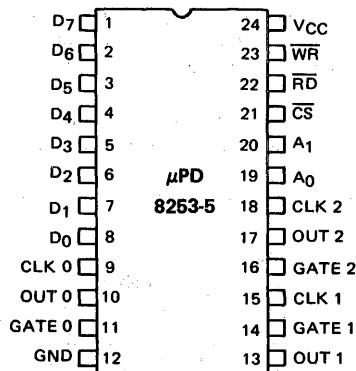 D7 1 24 VCC
D6 2 23 W̅R̅
D5 3 22 R̅D̅
D4 4 21 C̅S̅
D3 5 20 A1
D2 6 μPD 19 A0
D1 7 8253-5 18 CLK 2
D0 8 17 OUT 2
CLK 0 9 16 GATE 2
OUT 0 10 15 CLK 1
GATE 0 11 14 GATE 1
GND 12 13 OUT 1